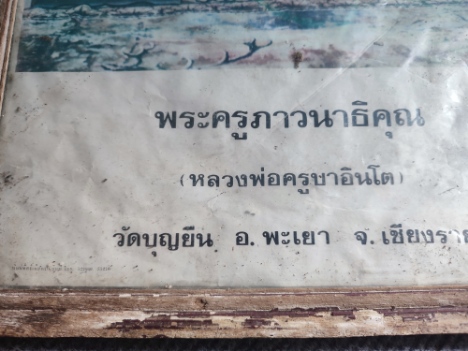 พระครูภาวนาธิคุณ
(หลวงพ่อครูบาอินโต)
วัดบุญยืน อ. พะเยา จ. เชียงราย